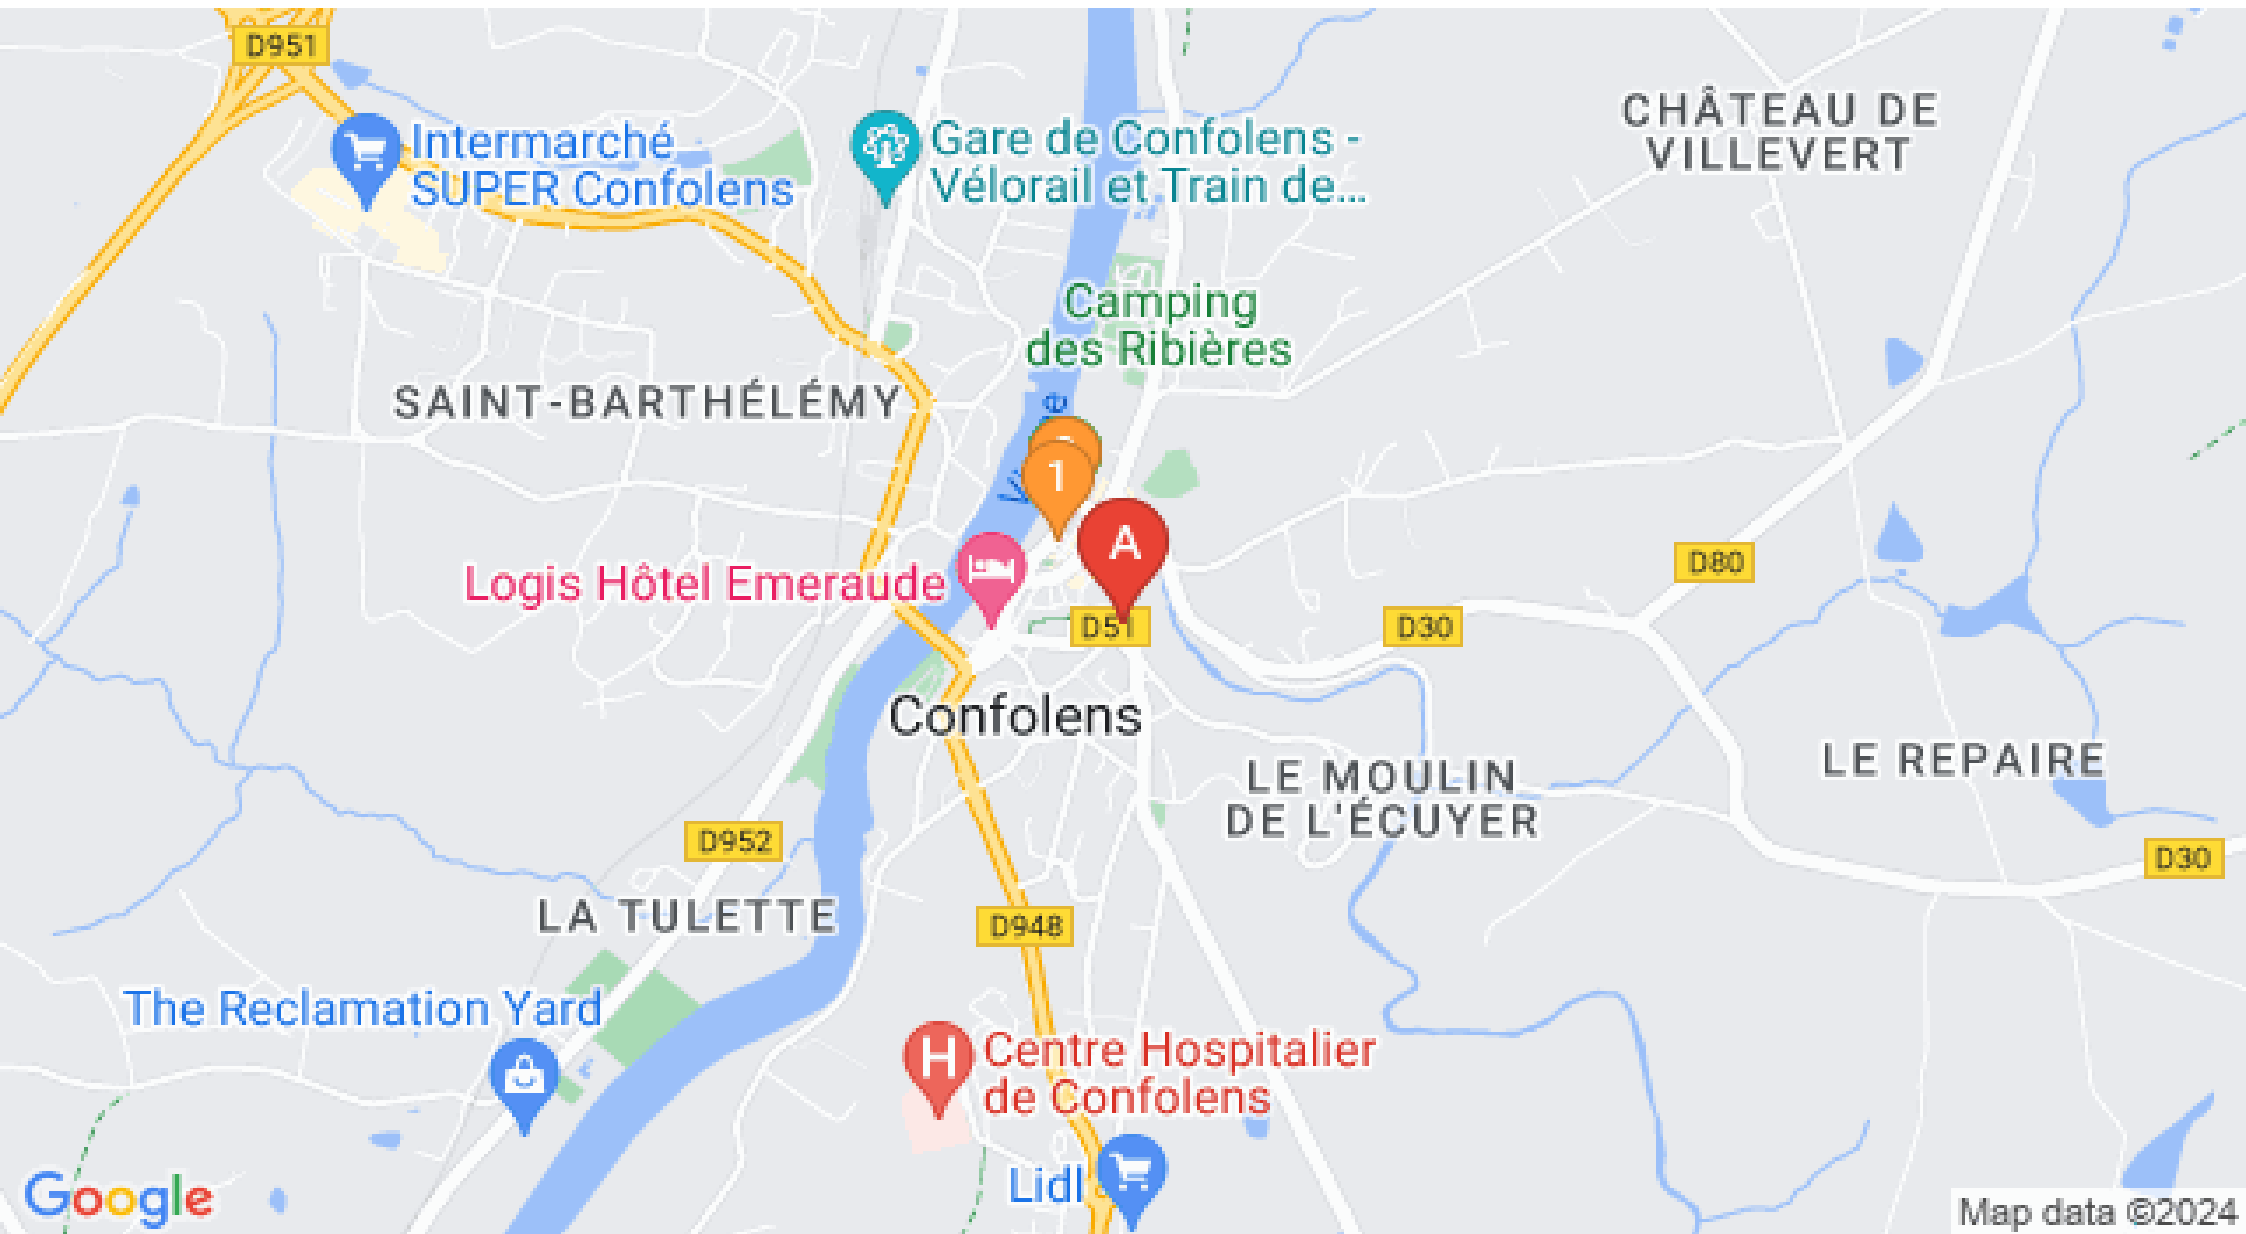 D951
CHÂTEAU DE
VILLEVERT
Intermarché
SUPER Confolens
Gare de Confolens -
Vélorail et Train de...
Camping
des Ribières
SAINT-BARTHÉLÉMY
1
A
D80
Logis Hôtel Emeraude
D51
D30
Confolens
LE MOULIN
DE L'ÉCUYER
LE REPAIRE
D952
D30
LA TULETTE
D948
The Reclamation Yard
H
Centre Hospitalier
de Confolens
Lidl
Google
Map data ©2024